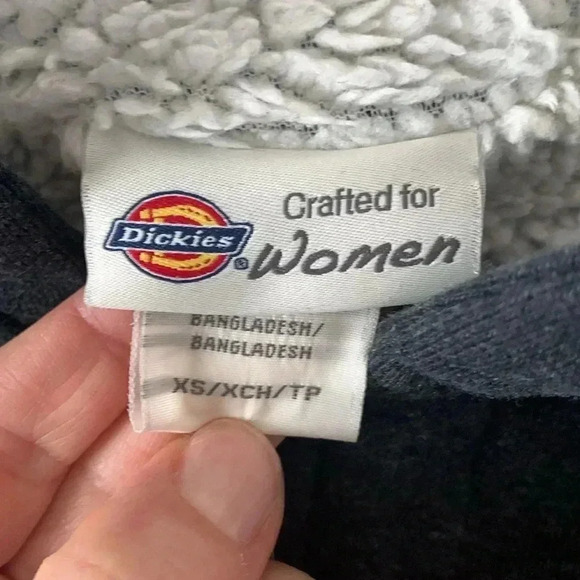 Crafted for
Dickies®
Women
BANGLADESH/
BANGLADESH
XS/XCH/TP